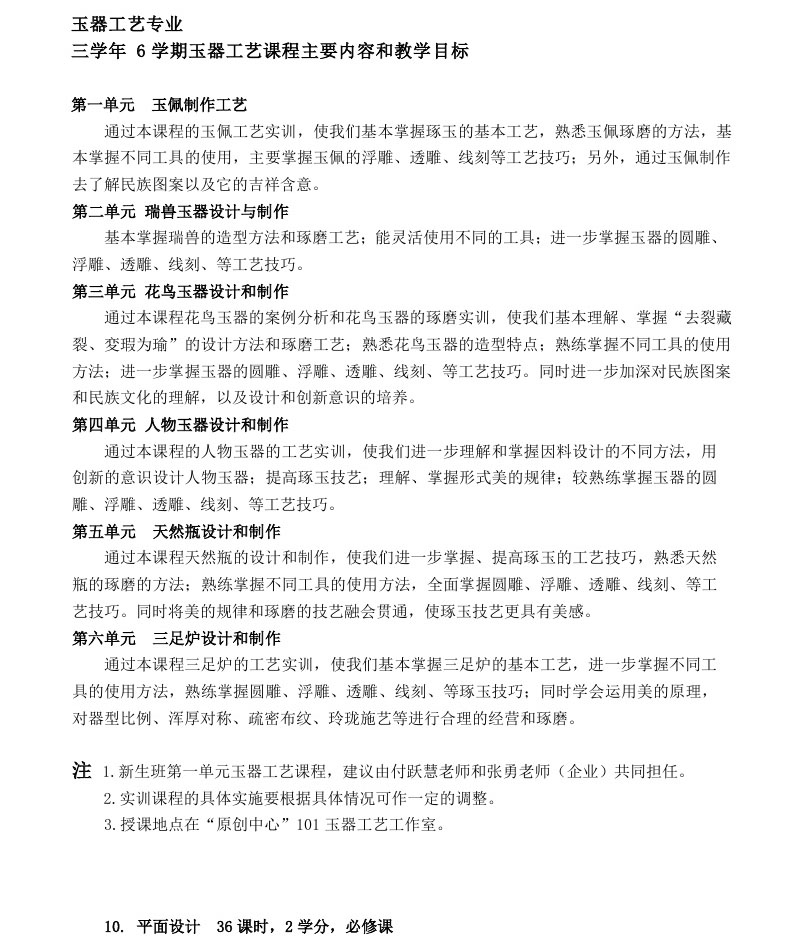 玉器工艺专业
三学年 6 学期玉器工艺课程主要内容和教学目标
第一单元 玉佩制作工艺
通过本课程的玉佩工艺实训，使我们基本掌握琢玉的基本工艺，熟悉玉佩琢磨的方法，基
本掌握不同工具的使用，主要掌握玉佩的浮雕、透雕、线刻等工艺技巧；另外，通过玉佩制作
去了解民族图案以及它的吉祥含意。
第二单元 瑞兽玉器设计与制作
基本掌握瑞兽的造型方法和琢磨工艺；能灵活使用不同的工具；进一步掌握玉器的圆雕、
浮雕、透雕、线刻、等工艺技巧。
第三单元 花鸟玉器设计和制作
通过本课程花鸟玉器的案例分析和花鸟玉器的琢磨实训，使我们基本理解、掌握“去裂藏
裂、变瑕为瑜”的设计方法和琢磨工艺；熟悉花鸟玉器的造型特点；熟练掌握不同工具的使用
方法；进一步掌握玉器的圆雕、浮雕、透雕、线刻、等工艺技巧。同时进一步加深对民族图案
和民族文化的理解，以及设计和创新意识的培养。
第四单元 人物玉器设计和制作
通过本课程的人物玉器的工艺实训，使我们进一步理解和掌握因料设计的不同方法，用
创新的意识设计人物玉器；提高琢玉技艺；理解、掌握形式美的规律；较熟练掌握玉器的圆
雕、浮雕、透雕、线刻、等工艺技巧。
第五单元 天然瓶设计和制作
通过本课程天然瓶的设计和制作，使我们进一步掌握、提高琢玉的工艺技巧，熟悉天然
瓶的琢磨的方法；熟练掌握不同工具的使用方法，全面掌握圆雕、浮雕、透雕、线刻、等工
艺技巧。同时将美的规律和琢磨的技艺融会贯通，使琢玉技艺更具有美感。
第六单元 三足炉设计和制作
通过本课程三足炉的工艺实训，使我们基本掌握三足炉的基本工艺，进一步掌握不同工
具的使用方法，熟练掌握圆雕、浮雕、透雕、线刻、等琢玉技巧；同时学会运用美的原理，
对器型比例、浑厚对称、疏密布纹、玲珑施艺等进行合理的经营和琢磨。
注 1.新生班第一单元玉器工艺课程，建议由付跃慧老师和张勇老师（企业）共同担任。
2.实训课程的具体实施要根据具体情况可作一定的调整。
3.授课地点在“原创中心”101 玉器工艺工作室。
10. 平面设计 36 课时，2 学分，必修课